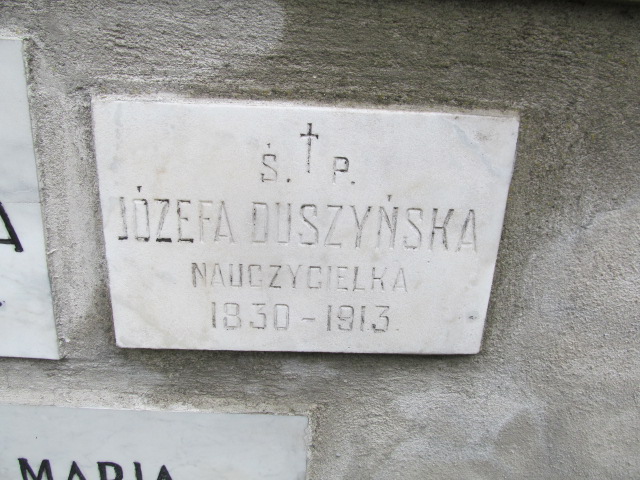 Ś. † P.
JÓZEFA DUSZYŃSKA
NAUCZYCIELKA
1830-1913
MARIA